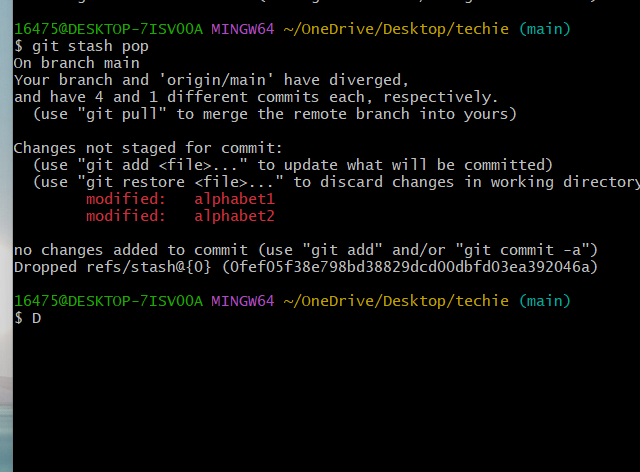 16475@DESKTOP-7ISVOOA MINGW64 ~/OneDrive/Desktop/techie (main)
$ git stash pop
On branch main
Your branch and 'origin/main' have diverged,
and have 4 and 1 different commits each, respectively.
  (use "git pull" to merge the remote branch into yours)

Changes not staged for commit:
  (use "git add <file>..." to update what will be committed)
  (use "git restore <file>..." to discard changes in working directory
        modified:   alphabet1
        modified:   alphabet2

no changes added to commit (use "git add" and/or "git commit -a")
Dropped refs/stash@{0} (0fef05f38e798bd38829dcd00dbfd03ea392046a)

16475@DESKTOP-7ISVOOA MINGW64 ~/OneDrive/Desktop/techie (main)
$ D